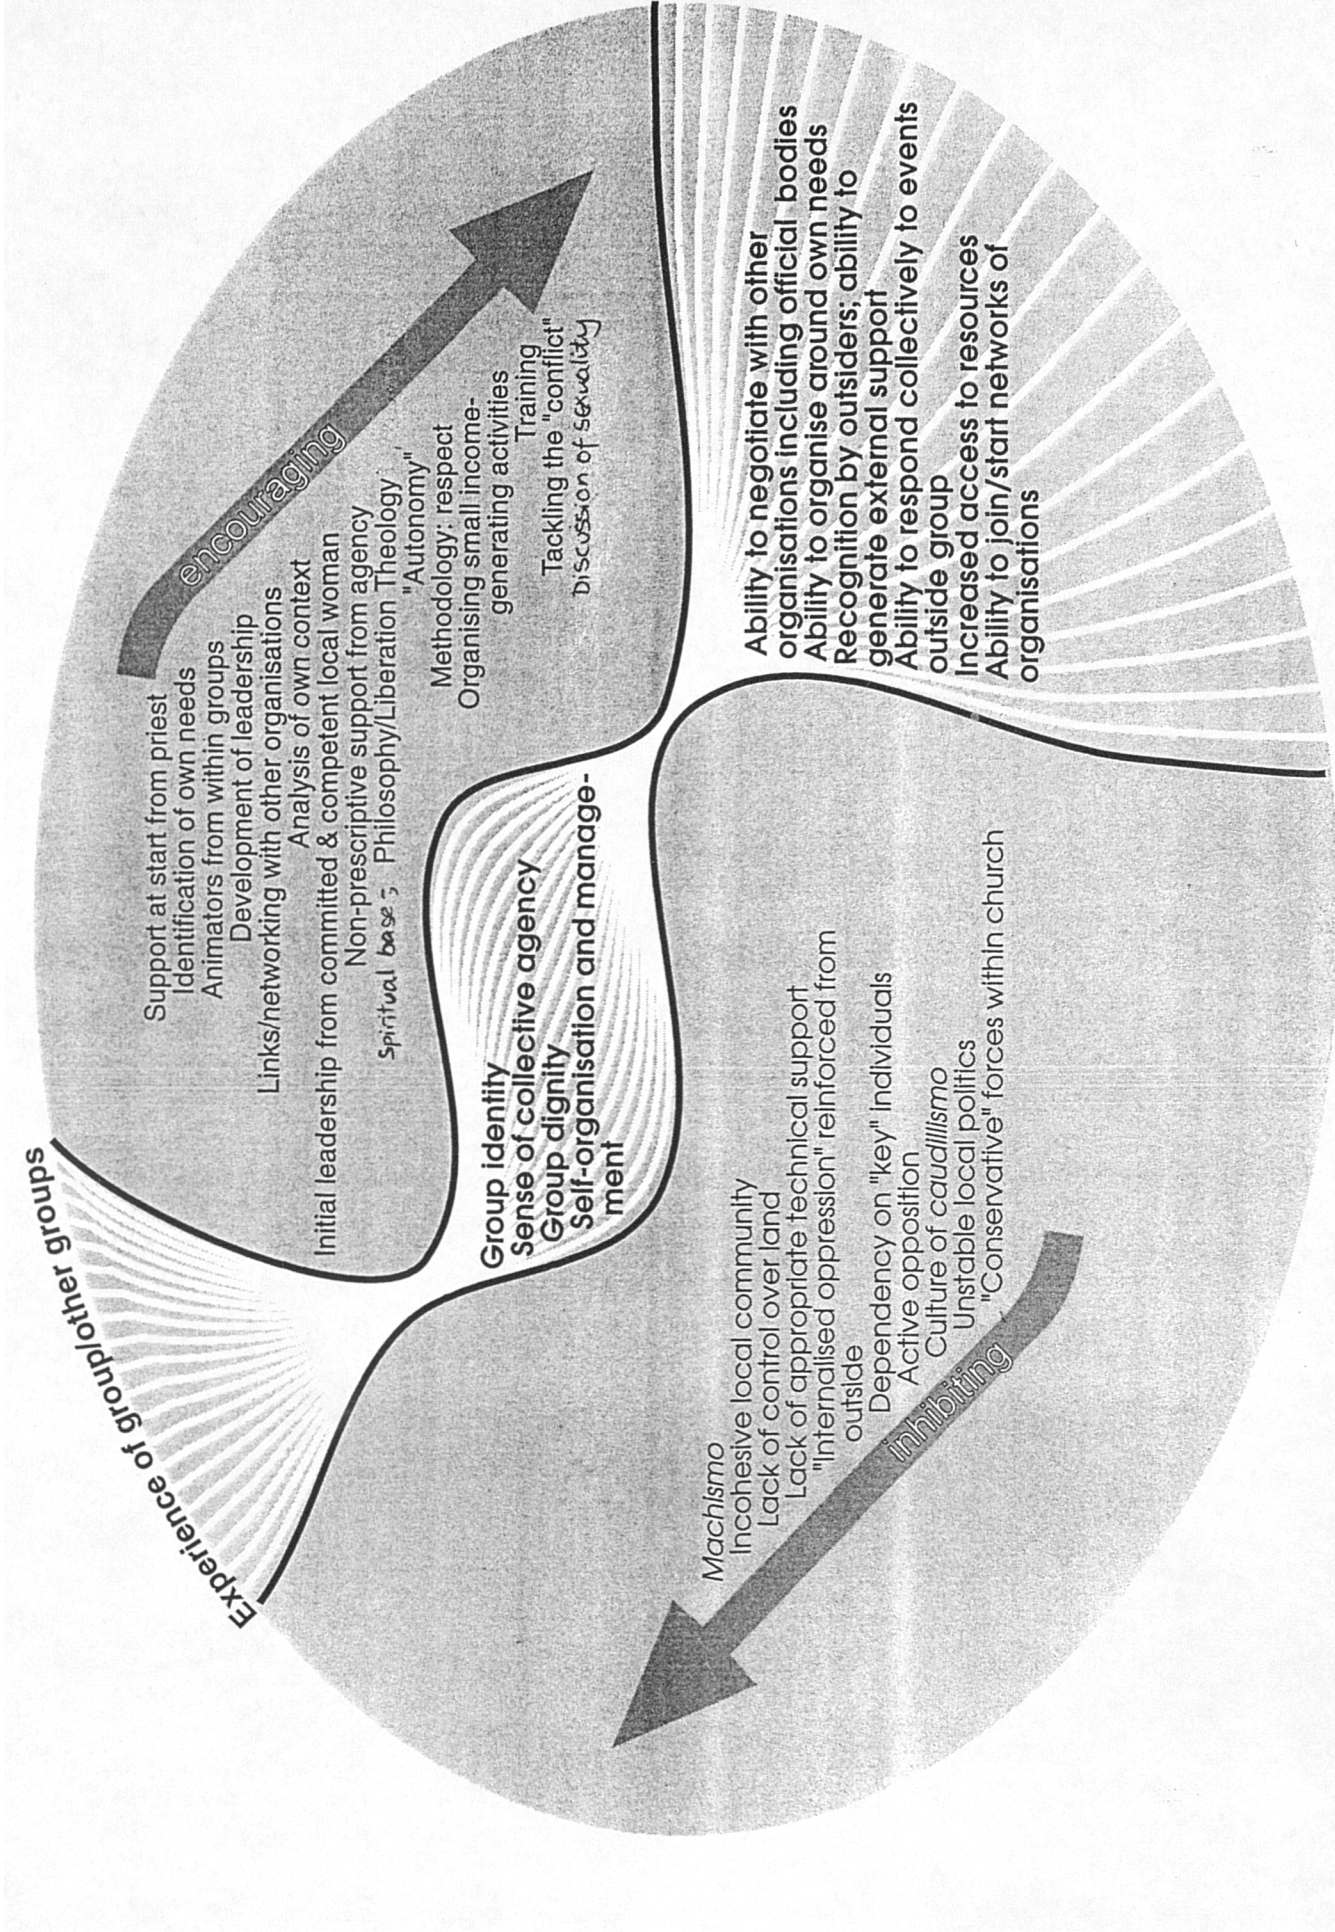 Experience of group/other groups
encouraging
Support at start from priest
Identification of own needs
Animators from within groups
Development of leadership
Links/networking with other organisations
Analysis of own context
Initial leadership from committed & competent local woman
Non-prescriptive support from agency
Spiritual base; Philosophy/Liberation Theology
"Autonomy"
Methodology: respect
Organising small income-
generating activities
Training
Tackling the "conflict"
Discussion of sexuality
Group identity
Sense of collective agency
Group dignity
Self-organisation and manage-
ment
Ability to negotiate with other
organisations including official bodies
Ability to organise around own needs
Recognition by outsiders; ability to
generate external support
Ability to respond collectively to events
outside group
Increased access to resources
Ability to join/start networks of
organisations
Machismo
Incohesive local community
Lack of control over land
Lack of appropriate technical support
"Internalised oppression" reinforced from
outside
Dependency on "key" individuals
Active opposition
Culture of caudillismo
Unstable local politics
"Conservative" forces within church
inhibiting